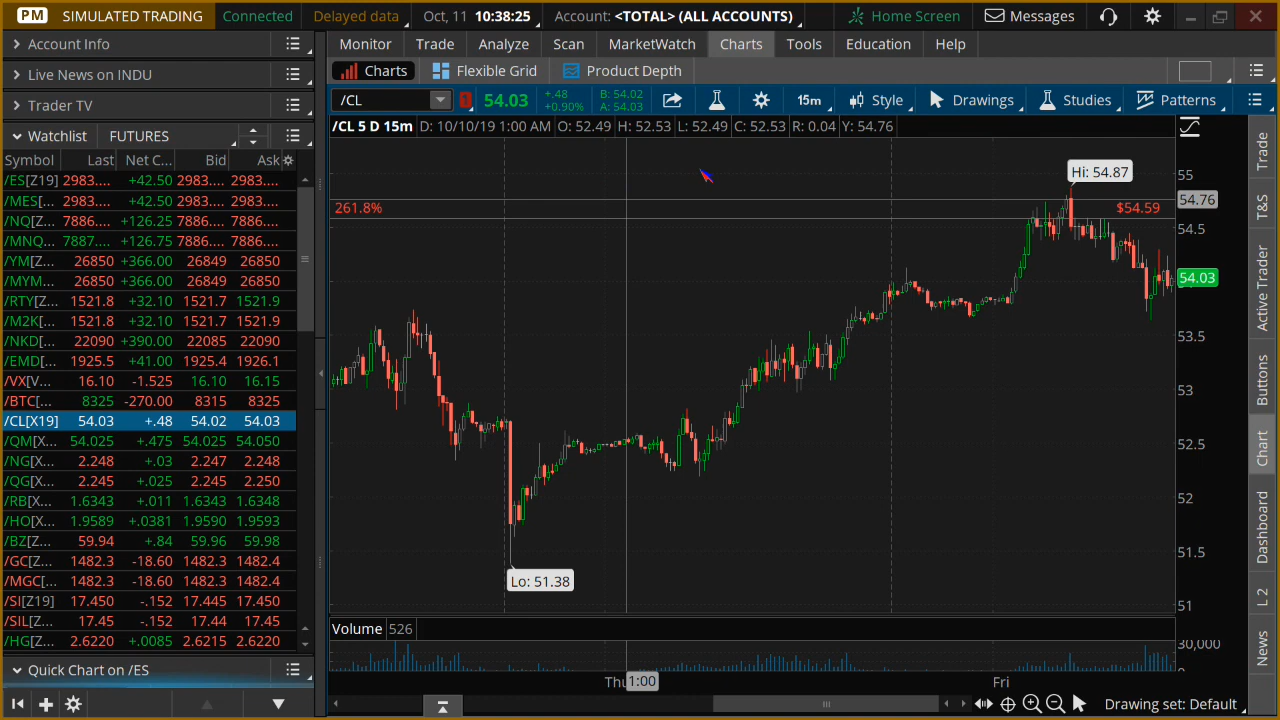 PM SIMULATED TRADING Connected Delayed data Oct, 11 10:38:25 Account: <TOTAL> (ALL ACCOUNTS) Home Screen Messages
Account Info
Live News on INDU
Trader TV
Watchlist FUTURES
Symbol Last Net C... Bid Ask
/ES[Z19] 2983.... +42.50 2983.... 2983....
/MES[... 2983.... +42.50 2983.... 2983....
/NQ[Z... 7886.... +126.25 7886.... 7886....
/MNQ... 7887.... +126.75 7886.... 7886....
/YM[Z... 26850 +366.00 26849 26850
/MYM... 26850 +366.00 26849 26850
/RTY[Z... 1521.8 +32.10 1521.7 1521.9
/M2K[... 1521.8 +32.10 1521.7 1521.9
/NKD[... 22090 +390.00 22085 22090
/EMD[... 1925.5 +41.00 1925.4 1926.1
/VX[V... 16.10 -1.525 16.10 16.15
/BTC[... 8325 -270.00 8315 8325
/CL[X19] 54.03 +.48 54.02 54.03
/QM[X... 54.025 +.475 54.025 54.050
/NG[X... 2.248 +.03 2.247 2.248
/QG[X... 2.245 +.025 2.245 2.250
/RB[X... 1.6343 +.011 1.6343 1.6348
/HO[X... 1.9589 +.0381 1.9590 1.9593
/BZ[Z... 59.94 +.84 59.96 59.98
/GC[Z... 1482.3 -18.60 1482.3 1482.4
/MGC[... 1482.3 -18.60 1482.3 1482.4
/SI[Z19] 17.450 -.152 17.445 17.450
/SIL[Z... 17.45 -.152 17.44 17.45
/HG[Z... 2.6220 +.0085 2.6215 2.6220
Quick Chart on /ES
Monitor Trade Analyze Scan MarketWatch Charts Tools Education Help
Charts Flexible Grid Product Depth
/CL 1 54.03 +.48 +0.90% B: 54.02 A: 54.03 15m Style Drawings Studies Patterns
/CL 5 D 15m D: 10/10/19 1:00 AM O: 52.49 H: 52.53 L: 52.49 C: 52.53 R: 0.04 Y: 54.76
Hi: 54.87
55
54.76
261.8% $54.59
54.5
54.03
53.5
53
52.5
52
51.5
Lo: 51.38
51
Volume 526
30,000
Thu 1:00 Fri
Drawing set: Default
Trade
T&S
Active Trader
Buttons
Chart
Dashboard
L 2
News